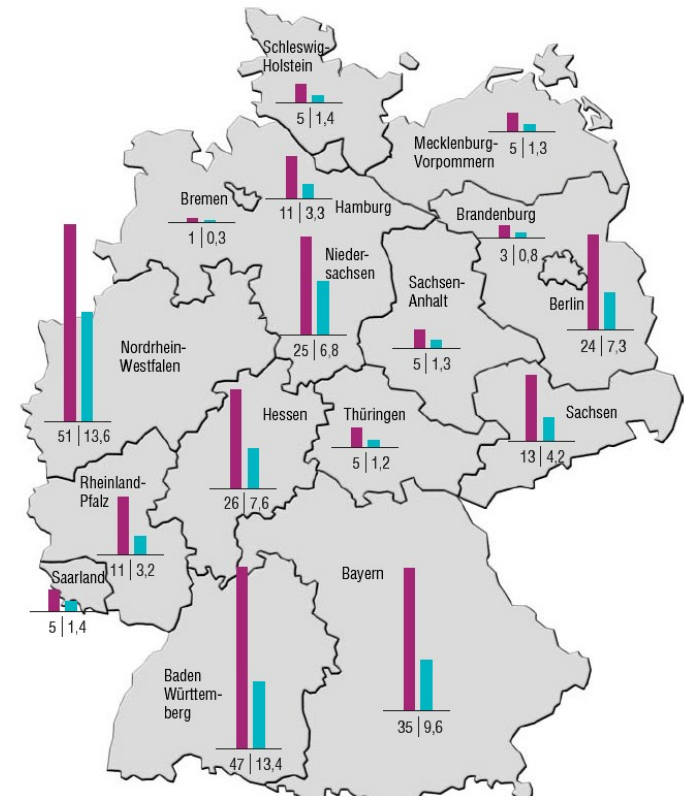 Schleswig-
Holstein
5 | 1,4
Mecklenburg-
Vorpommern
5 | 1,3
Bremen
1 | 0,3
Hamburg
11 | 3,3
Brandenburg
3 | 0,8
Nieder-
sachsen
25 | 6,8
Sachsen-
Anhalt
5 | 1,3
Berlin
24 | 7,3
Nordrhein-
Westfalen
51 | 13,6
Hessen
26 | 7,6
Thüringen
5 | 1,2
Sachsen
13 | 4,2
Rheinland-
Pfalz
11 | 3,2
Saarland
5 | 1,4
Bayern
35 | 9,6
Baden
Württem-
berg
47 | 13,4